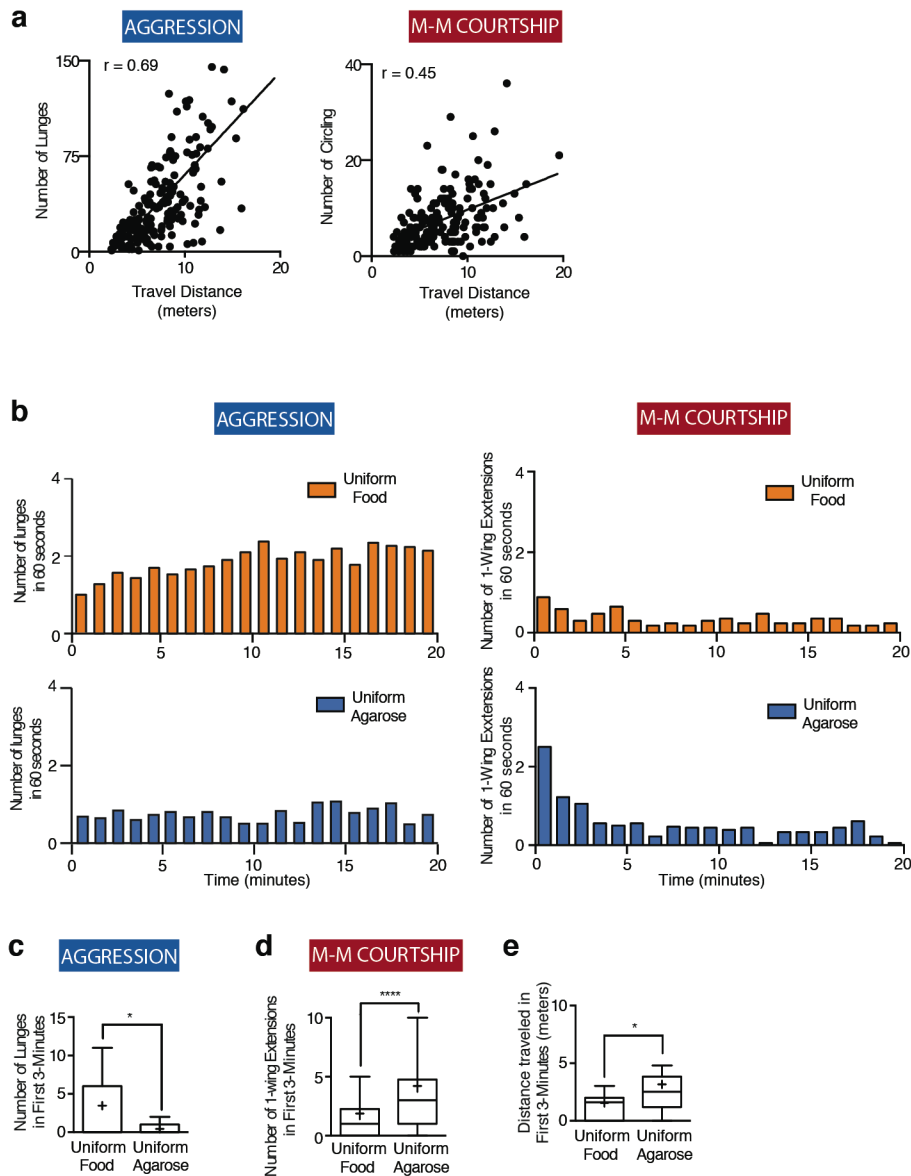 a
AGGRESSION
M-M COURTSHIP
r = 0.69
150
75
0
Number of Lunges
0 10 20
Travel Distance
(meters)
r = 0.45
40
20
0
Number of Circling
0 10 20
Travel Distance
(meters)
b
AGGRESSION
M-M COURTSHIP
Uniform
Food
Number of lunges
in 60 seconds
4
2
0
0 5 10 15 20
Uniform
Food
Number of 1-Wing Exxtensions
in 60 seconds
4
2
0
0 5 10 15 20
Uniform
Agarose
Number of lunges
in 60 seconds
4
2
0
0 5 10 15 20
Time (minutes)
Uniform
Agarose
Number of 1-Wing Exxtensions
in 60 seconds
4
2
0
0 5 10 15 20
Time (minutes)
c
AGGRESSION
Number of Lunges
in First 3-Minutes
15
10
5
0
*
Uniform Uniform
Food Agarose
d
M-M COURTSHIP
Number of 1-wing Extensions
in First 3-Minutes
10
5
0
****
Uniform Uniform
Food Agarose
e
Distance traveled in
First 3-Minutes (meters)
10
5
0
*
Uniform Uniform
Food Agarose